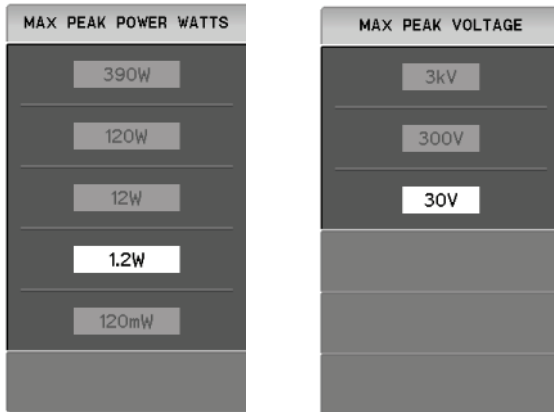 MAX PEAK POWER WATTS
390W
120W
12W
1.2W
120mW
MAX PEAK VOLTAGE
3kV
300V
30V